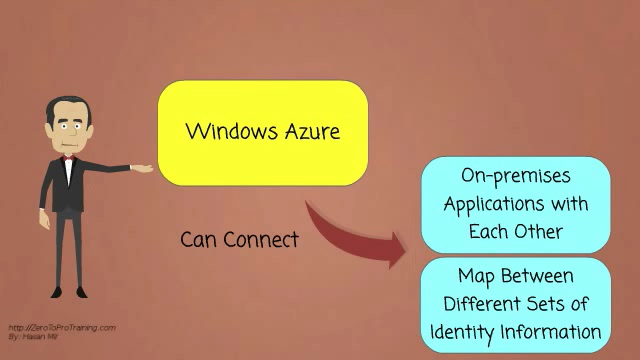 Windows Azure
Can Connect
On-premises
Applications with
Each Other
Map Between
Different Sets of
Identity Information
http://ZeroToProTraining.com
By: Hasan Mir